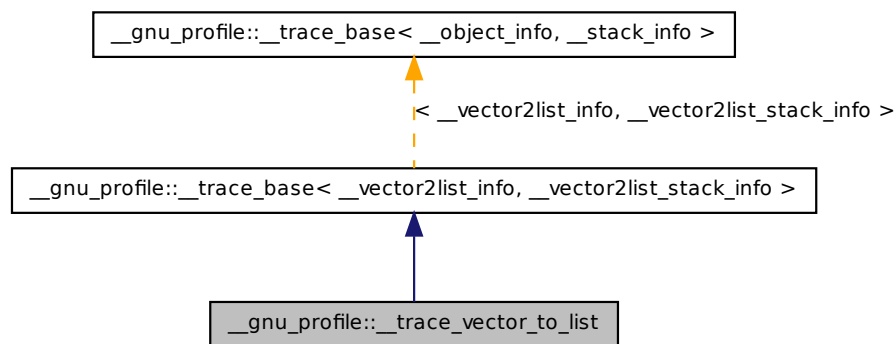 __gnu_profile::__trace_base< __object_info, __stack_info >
< __vector2list_info, __vector2list_stack_info >
__gnu_profile::__trace_base< __vector2list_info, __vector2list_stack_info >
__gnu_profile::__trace_vector_to_list